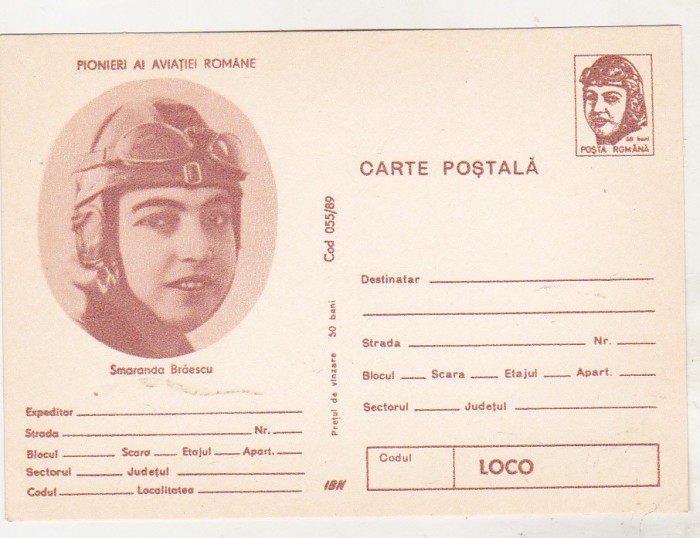 PIONIERI AI AVIAȚIEI ROMÂNE
Smaranda Brăescu
Expeditor
Strada Nr.
Blocul Scara Etajul Apart.
Sectorul Județul
Codul Localitatea
Prețul de vînzare 50 bani
Cod 055/89
IBN
50 bani
POȘTA ROMÂNĂ
CARTE POȘTALĂ
Destinatar
Strada Nr.
Blocul Scara Etajul Apart.
Sectorul Județul
Codul LOCO